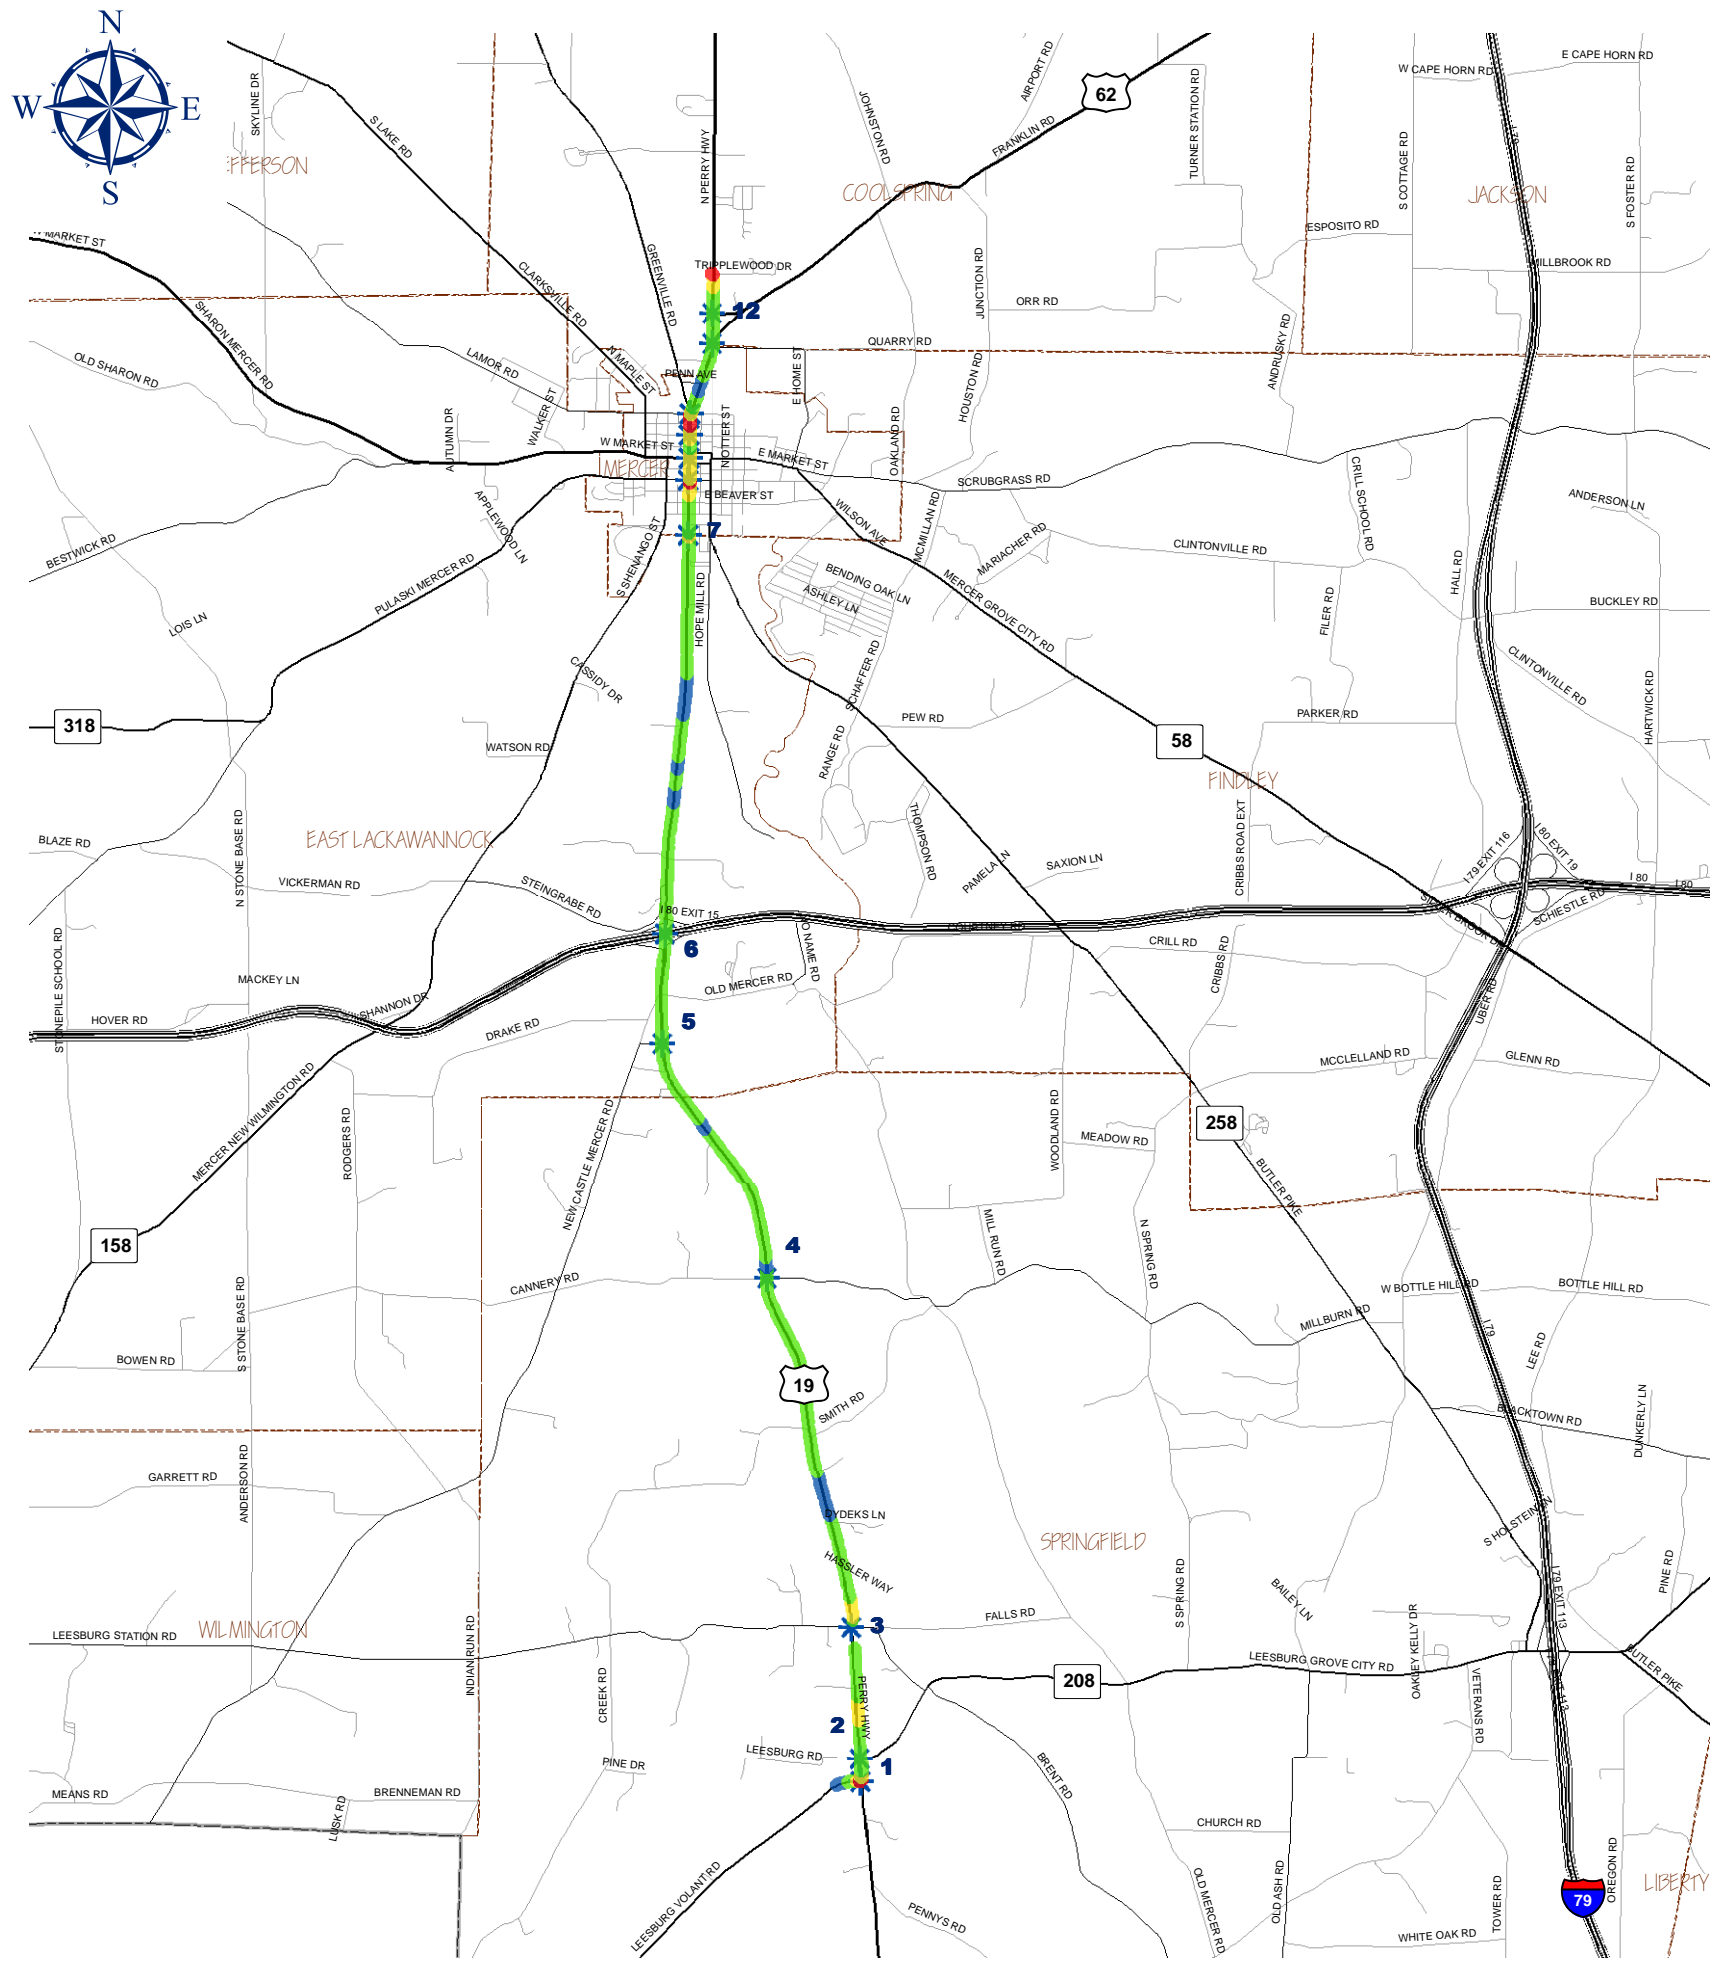 N
W
E
S
E CAPE HORN RD
W CAPE HORN RD
AIRPORT RD
62
SKYLINE DR
S LAKE RD
N PERRY HWY
JOHNSTON RD
FRANKLIN RD
TURNER STATION RD
S COTTAGE RD
I 79
S FOSTER RD
EFFERSON
COOLSPRING
JACKSON
ESPOSITO RD
MARKET ST
CLARKSVILLE RD
GREENVILLE RD
TRIPPLEWOOD DR
MILLBROOK RD
JUNCTION RD
ORR RD
12
SHARON MERCER RD
OLD SHARON RD
LAMOR RD
N MAPLE ST
PENN AVE
QUARRY RD
E HOME ST
HOUSTON RD
ANDRUSKY RD
AUTUMN DR
WALKER ST
W MARKET ST
N OTTER ST
E MARKET ST
OAKLAND RD
MERCER
E BEAVER ST
SCRUBGRASS RD
CRILL SCHOOL RD
ANDERSON LN
APPLEWOOD LN
7
WILSON AVE
MCMILLAN RD
MARIACHER RD
CLINTONVILLE RD
HALL RD
BESTWICK RD
S SHENANGO ST
PULASKI MERCER RD
HOPE MILL RD
BENDING OAK LN
ASHLEY LN
MERCER GROVE CITY RD
FILER RD
BUCKLEY RD
LOIS LN
CASSIDY DR
SCHAFFER RD
CLINTONVILLE RD
HARTWICK RD
318
WATSON RD
PEW RD
RANGE RD
58
PARKER RD
FINDLEY
BLAZE RD
N STONE BASE RD
EAST LACKAWANNOCK
THOMPSON RD
PAMELA LN
SAXION LN
CRIBBS ROAD EXT
I 79 EXIT 116
I 80 EXIT 19
VICKERMAN RD
STEINGRABE RD
I 80 EXIT 15
I 80
I 80
SCHIESTLE RD
STONEPILE SCHOOL RD
6
COURTNEY RD
CRILL RD
CRIBBS RD
MACKEY LN
OLD MERCER RD
HOVER RD
SHANNON DR
DRAKE RD
5
UBER RD
MCCLELLAND RD
GLENN RD
MERCER NEW WILMINGTON RD
RODGERS RD
NEW CASTLE MERCER RD
WOODLAND RD
MEADOW RD
258
BUTLER PIKE
158
4
MILL RUN RD
N SPRING RD
CANNERY RD
S STONE BASE RD
W BOTTLE HILL RD
BOTTLE HILL RD
MILLBURN RD
I 79
LEE RD
BOWEN RD
19
SMITH RD
BLACKTOWN RD
DUNKERLY LN
GARRETT RD
ANDERSON RD
DYDEKS LN
SPRINGFIELD
S HOLSTEIN
HASSLER WAY
S SPRING RD
BAILEY LN
I 79 EXIT 113
PINE RD
WILMINGTON
LEESBURG STATION RD
INDIAN RUN RD
3
FALLS RD
OAKLEY KELLY DR
LEESBURG GROVE CITY RD
BUTLER PIKE
208
CREEK RD
PERRY HWY
VETERANS RD
2
LEESBURG RD
1
PINE DR
BRENT RD
MEANS RD
BRENNEMAN RD
LUSK RD
CHURCH RD
OLD MERCER RD
OLD ASH RD
TOWER RD
OREGON RD
LIBERTY
79
LEESBURG VOLANT RD
PENNYS RD
WHITE OAK RD